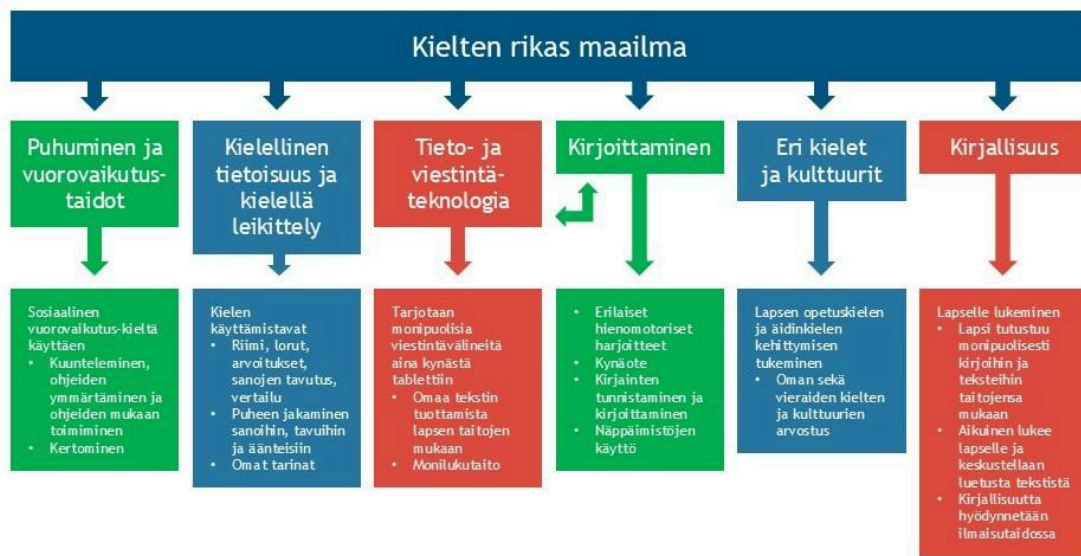 Kielten rikas maailma
Puhuminen ja
vuorovaikutus-
taidot
Kielellinen
tietoisuus ja
kielellä
leikittely
Tieto- ja
viestintä-
teknologia
Kirjoittaminen
Eri kielet
ja kulttuurit
Kirjallisuus
Sosiaalinen
vuorovaikutus-kieltä
käyttäen
• Kuunteleminen,
ohjeiden
ymmärtäminen ja
ohjeiden mukaan
toimiminen
• Kertominen
Kielen
käyttämistavat
• Riimi, lorut,
arvoitukset,
sanojen tavutus,
vertailu
• Puheen jakaminen
sanoihin, tavuihin
ja äänteisiin
• Omat tarinat
Tarjotaan
monipuolisia
viestintävälineitä
aina kynästä
tablettiin
• Omaa tekstin
tuottamista
lapsen taitojen
mukaan
• Monilukutaito
• Erilaiset
hienomotoriset
harjoitteet
• Kynäote
• Kirjainten
tunnistaminen ja
kirjoittaminen
• Näppäimistöjen
käyttö
Lapsen opetuskielen
ja äidinkielen
kehittymisen
tukeminen
• Oman sekä
vieraiden kielten
ja kulttuurien
arvostus
Lapselle lukeminen
• Lapsi tutustuu
monipuolisesti
kirjoihin ja
teksteihin
taitojensa
mukaan
• Aikuinen lukee
lapselle ja
keskustellaan
luetusta tekstistä
• Kirjallisuutta
hyödynnetään
ilmaisutaidossa